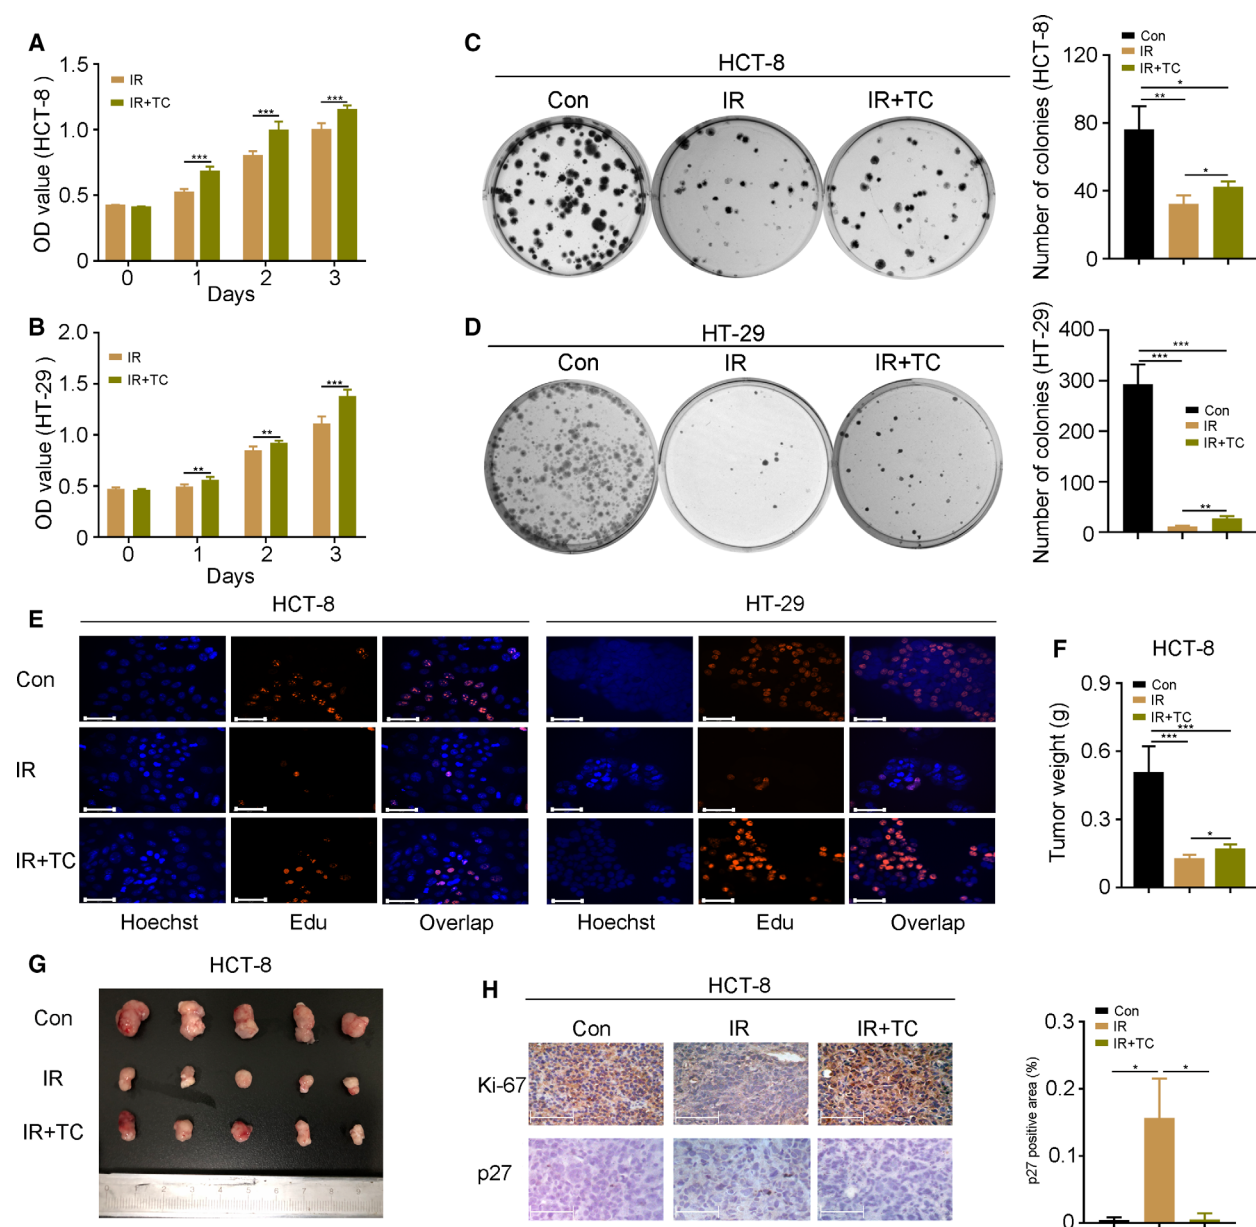 A
OD value (HCT-8 )
1.5
1.0
0.5
0
IR
IR+TC
***
***
***
0 1 2 3
Days
B
OD value (HT-29 )
2.0
1.5
1.0
0.5
0
IR
IR+TC
**
**
***
0 1 2 3
Days
C
HCT-8
Con IR IR+TC
Number of colonies (HCT-8)
120
80
40
0
Con
IR
IR+TC
*
**
*
D
HT-29
Con IR IR+TC
Number of colonies (HT-29)
400
300
200
100
0
***
***
Con
IR
IR+TC
**
E
HCT-8 HT-29
Con
IR
IR+TC
Hoechst Edu Overlap Hoechst Edu Overlap
F
HCT-8
Tumor weight (g)
0.9
0.6
0.3
0
Con
IR
IR+TC
***
***
*
G
HCT-8
Con
IR
IR+TC
H
HCT-8
Con IR IR+TC
Ki-67
p27
p27 positive area (%)
0.3
0.2
0.1
0
Con
IR
IR+TC
* *